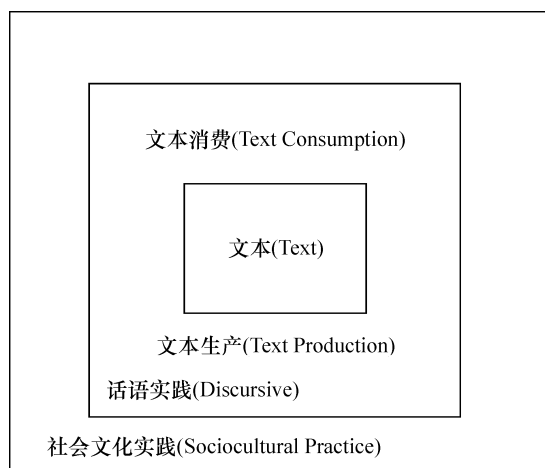 文本消费(Text Consumption)
文本(Text)
文本生产(Text Production)
话语实践(Discursive)
社会文化实践(Sociocultural Practice)